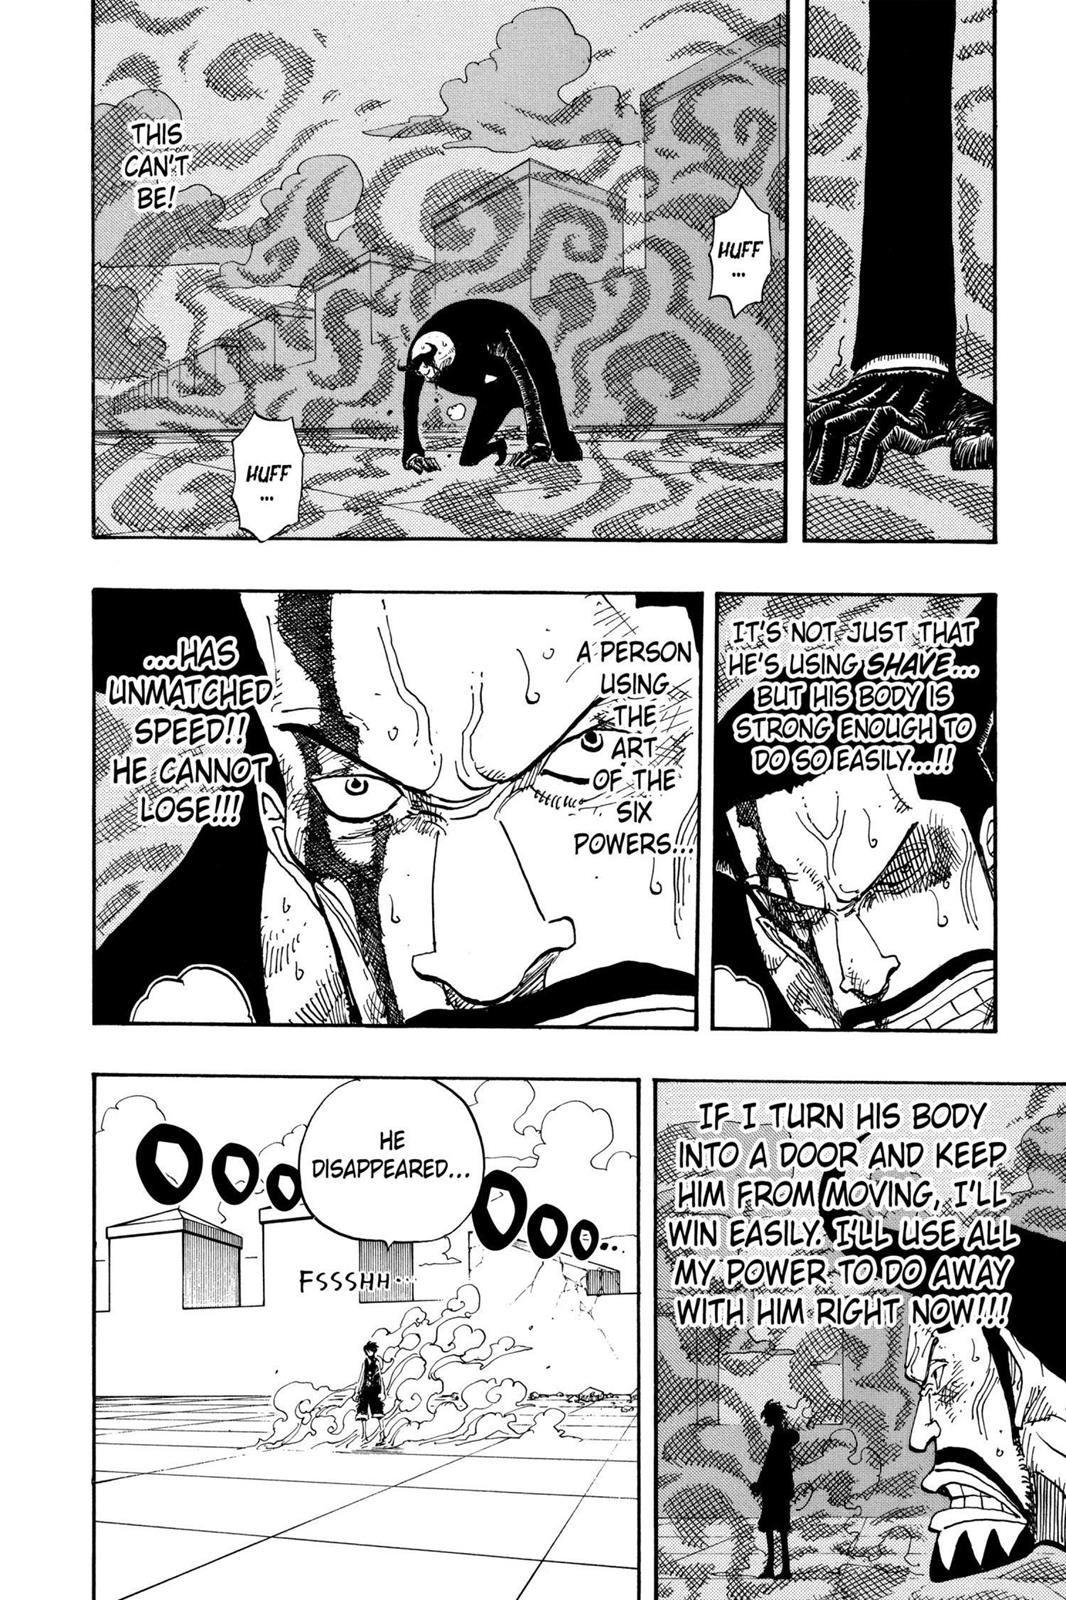 HUFF
...
THIS
CAN'T
BE!
HUFF
...
IT'S NOT JUST THAT
HE'S USING SHAVE...
BUT HIS BODY IS
STRONG ENOUGH TO
DO SO EASILY...!!
A PERSON
USING
THE
ART
OF THE
SIX
POWERS...
...HAS
UNMATCHED
SPEED!!
HE CANNOT
LOSE!!!
IF I TURN HIS BODY
INTO A DOOR AND KEEP
HIM FROM MOVING, I'LL
WIN EASILY. I'LL USE ALL
MY POWER TO DO AWAY
WITH HIM RIGHT NOW!!!
HE
DISAPPEARED...
OOO
OOO..
FSSSHH...